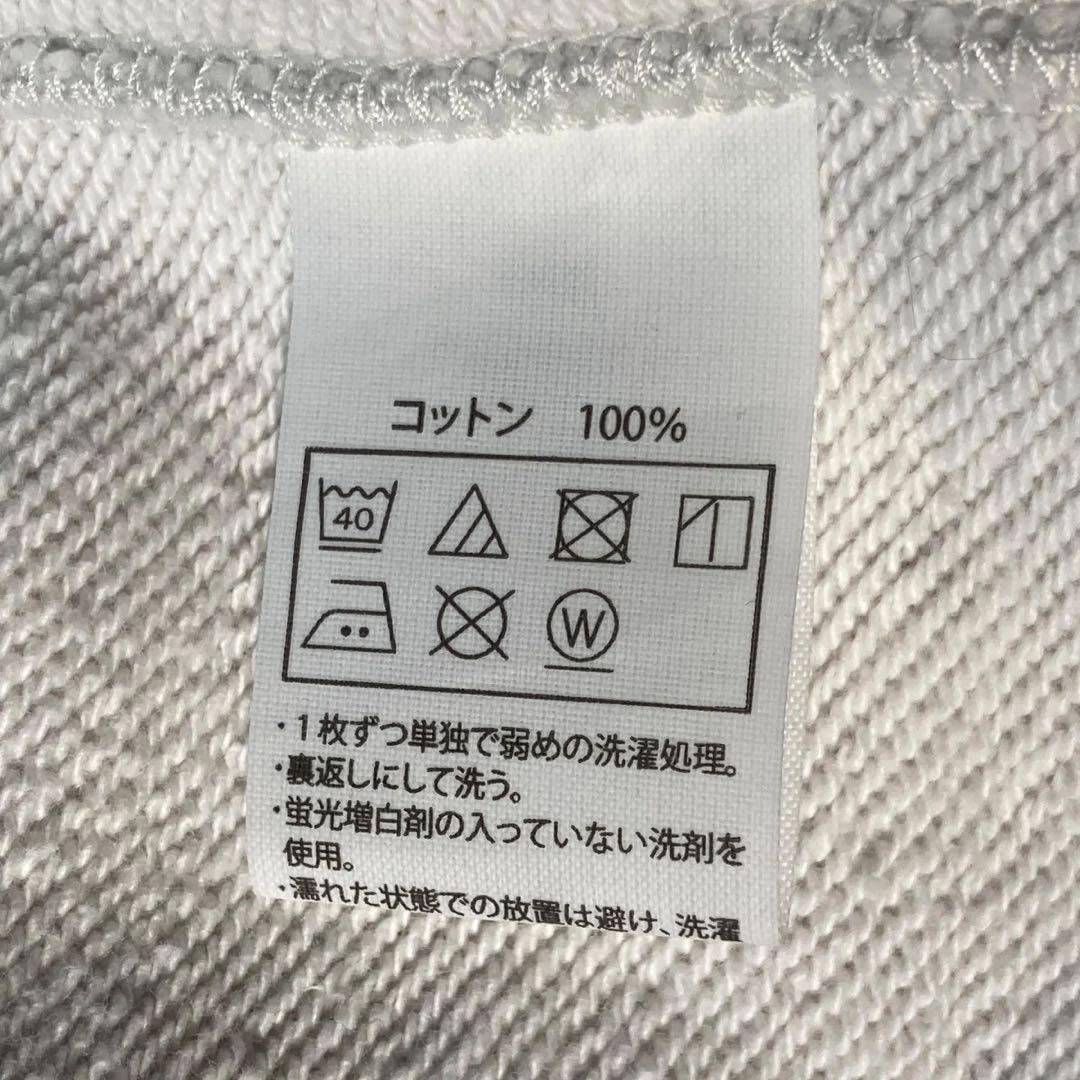 コットン 100%
40
W
・1枚ずつ単独で弱めの洗濯処理。
・裏返しにして洗う。
・蛍光増白剤の入っていない洗剤を
使用。
・濡れた状態での放置は避け、洗濯